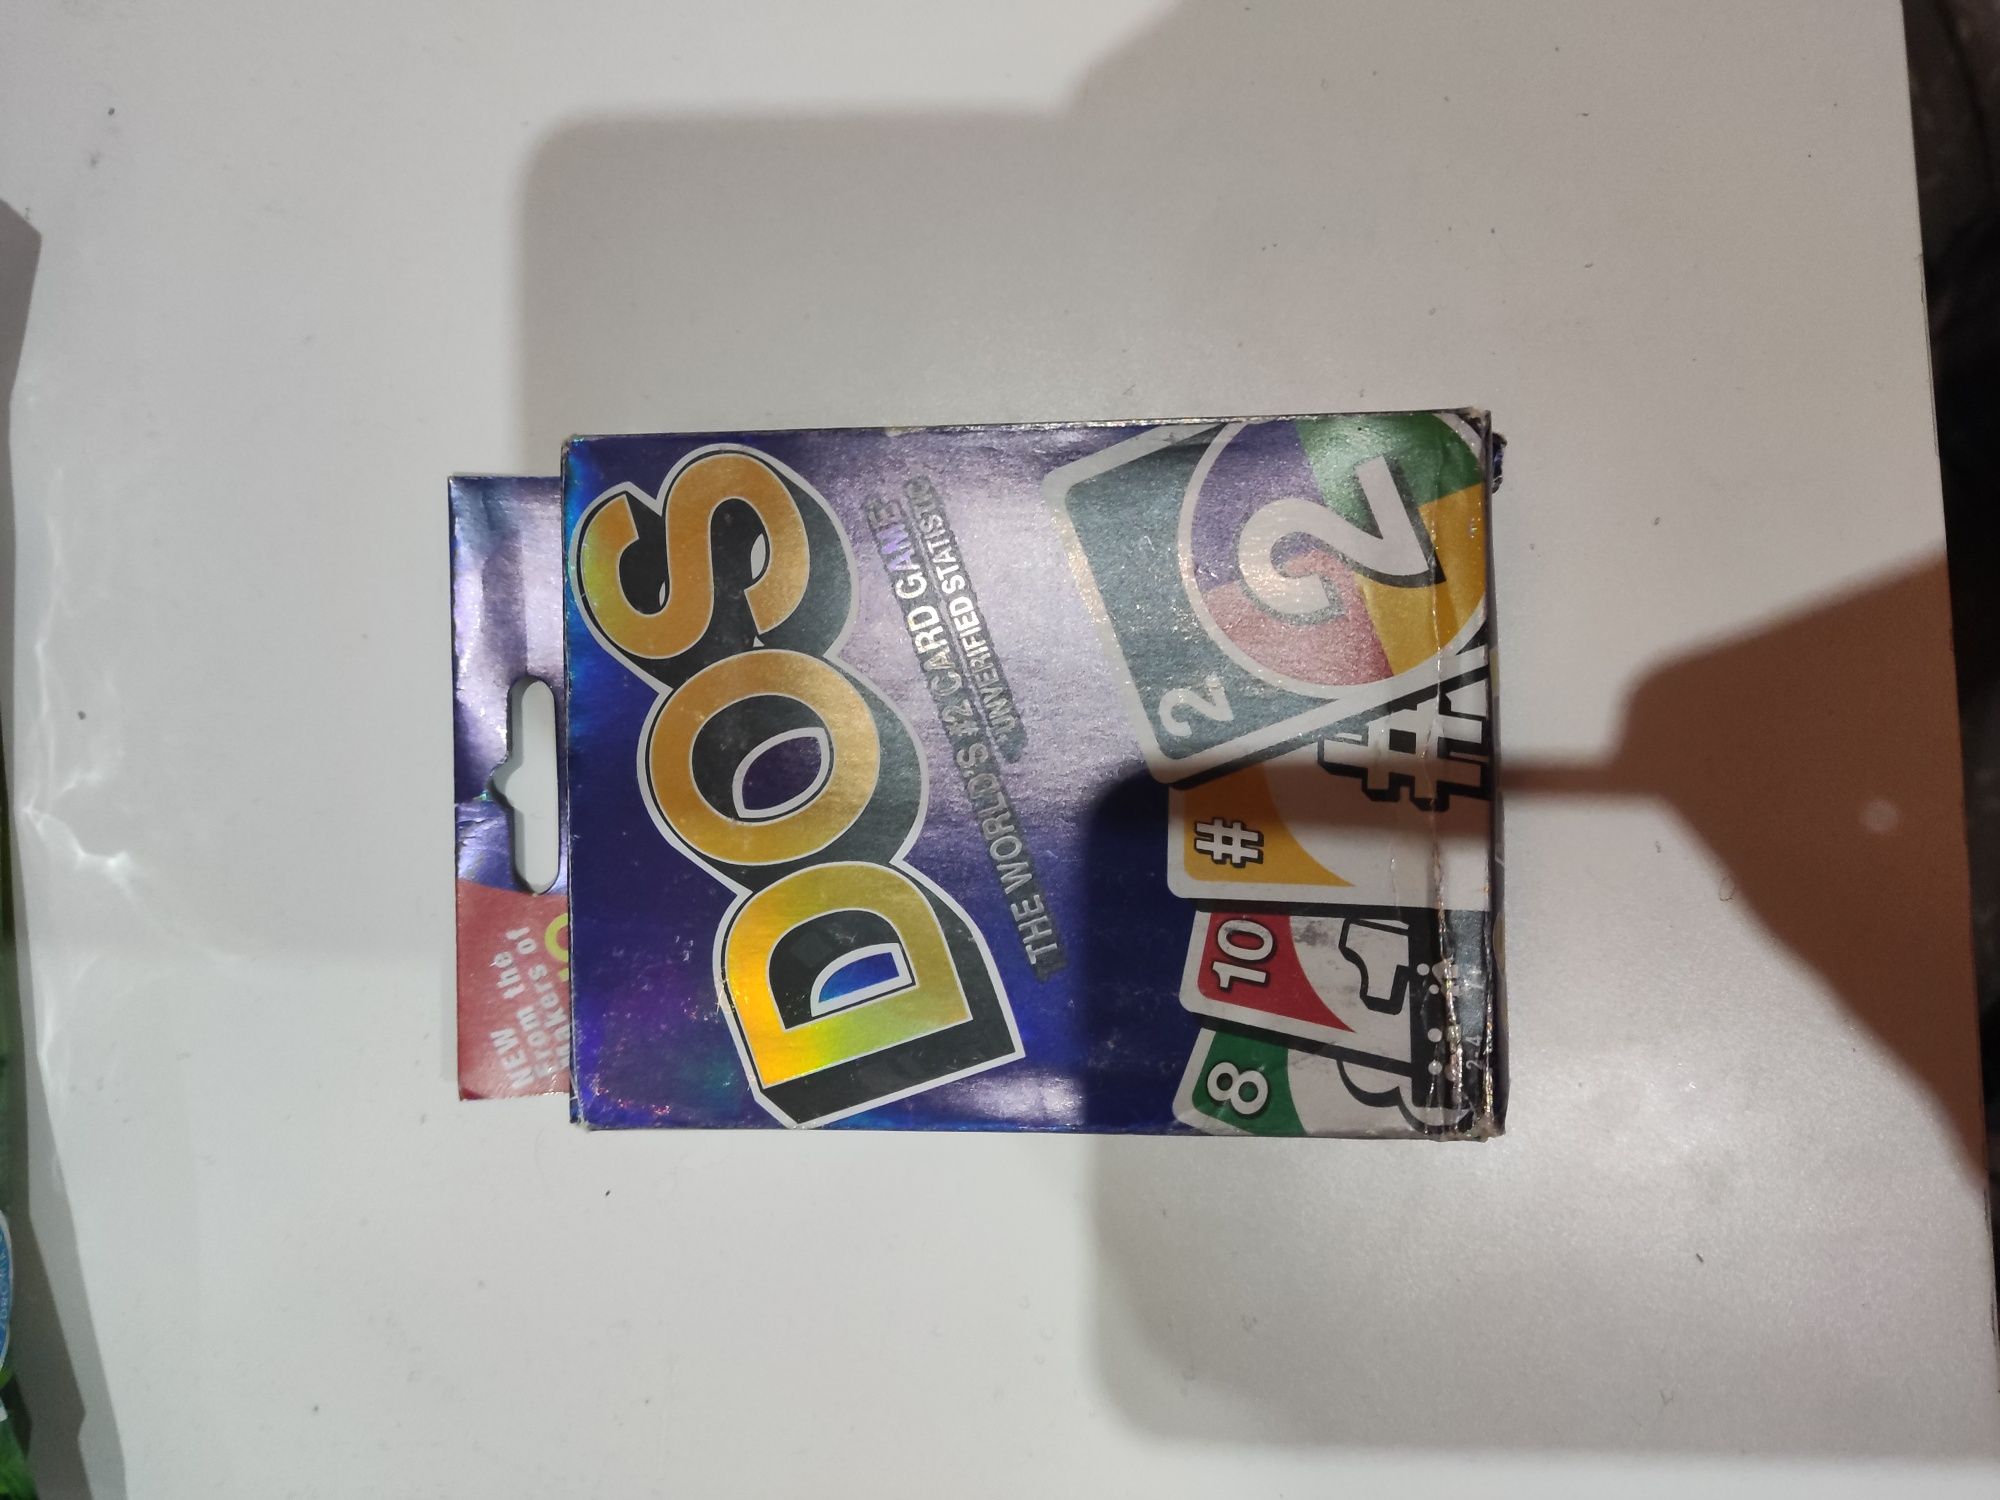 NEW
From the
Makers of
DOS
THE WORLD'S #2 CARD GAME*
*UNVERIFIED STATISTIC
2
2
#
#
10
8